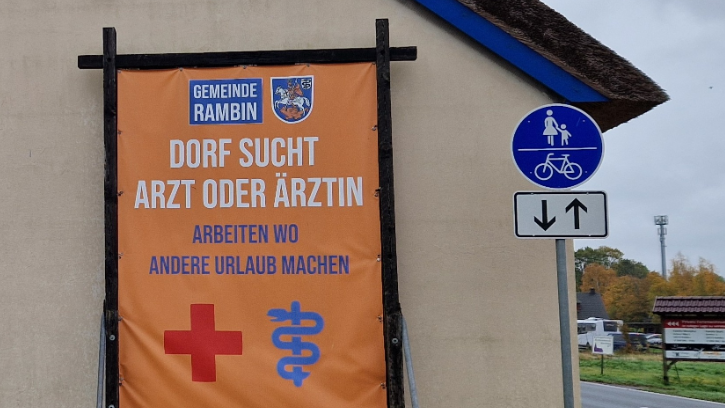 GEMEINDE
RAMBIN
DORF SUCHT
ARZT ODER ÄRZTIN
ARBEITEN WO
ANDERE URLAUB MACHEN